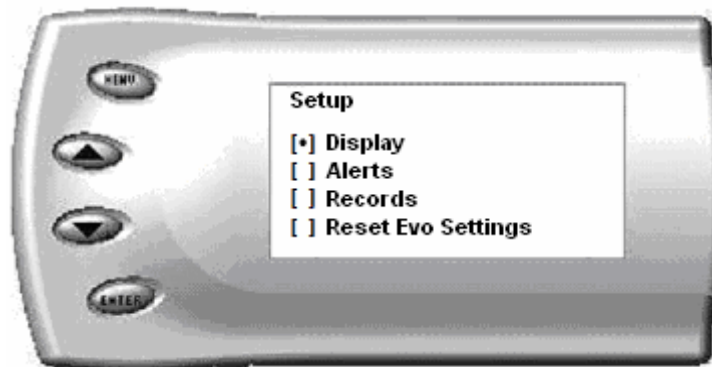 MENU
Setup
[•] Display
[ ] Alerts
[ ] Records
[ ] Reset Evo Settings
ENTER